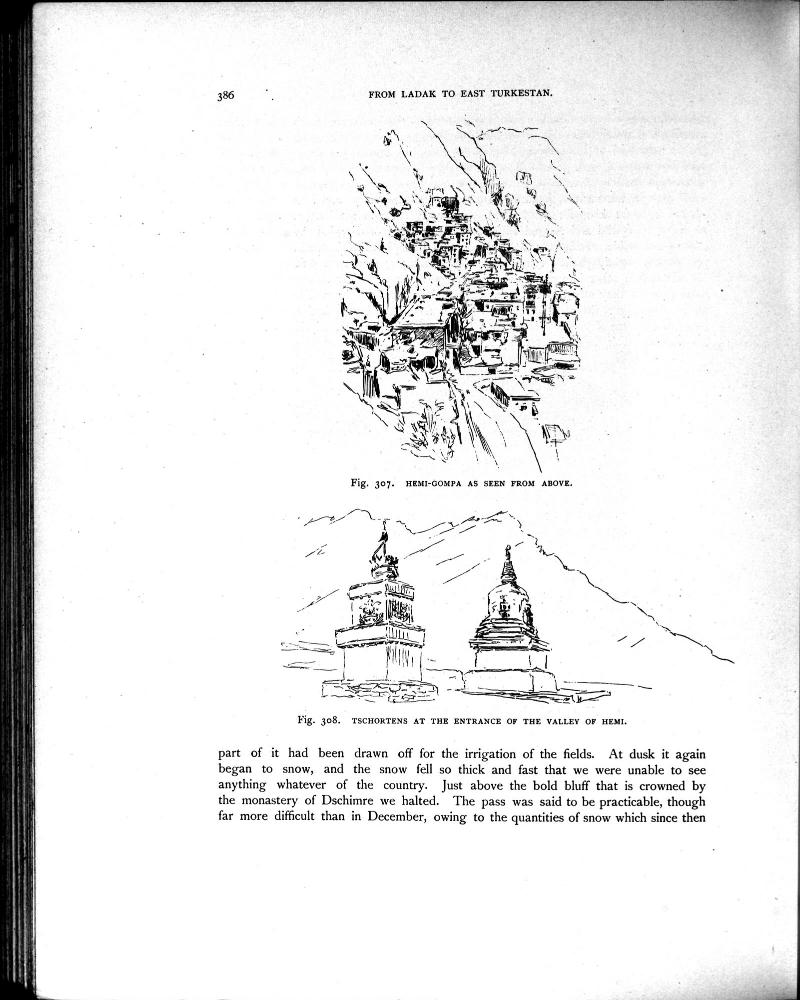 386
FROM LADAK TO EAST TURKESTAN.
Fig. 307. HEMI-GOMPA AS SEEN FROM ABOVE.
Fig. 308. TSCHORTENS AT THE ENTRANCE OF THE VALLEY OF HEMI.
part of it had been drawn off for the irrigation of the fields. At dusk it again
began to snow, and the snow fell so thick and fast that we were unable to see
anything whatever of the country. Just above the bold bluff that is crowned by
the monastery of Dschimre we halted. The pass was said to be practicable, though
far more difficult than in December, owing to the quantities of snow which since then